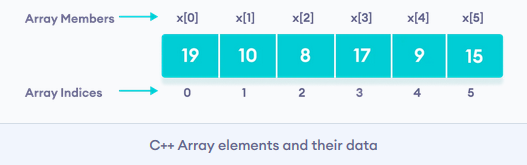 Array Members x[0] x[1] x[2] x[3] x[4] x[5]
19 10 8 17 9 15
Array Indices 0 1 2 3 4 5
C++ Array elements and their data